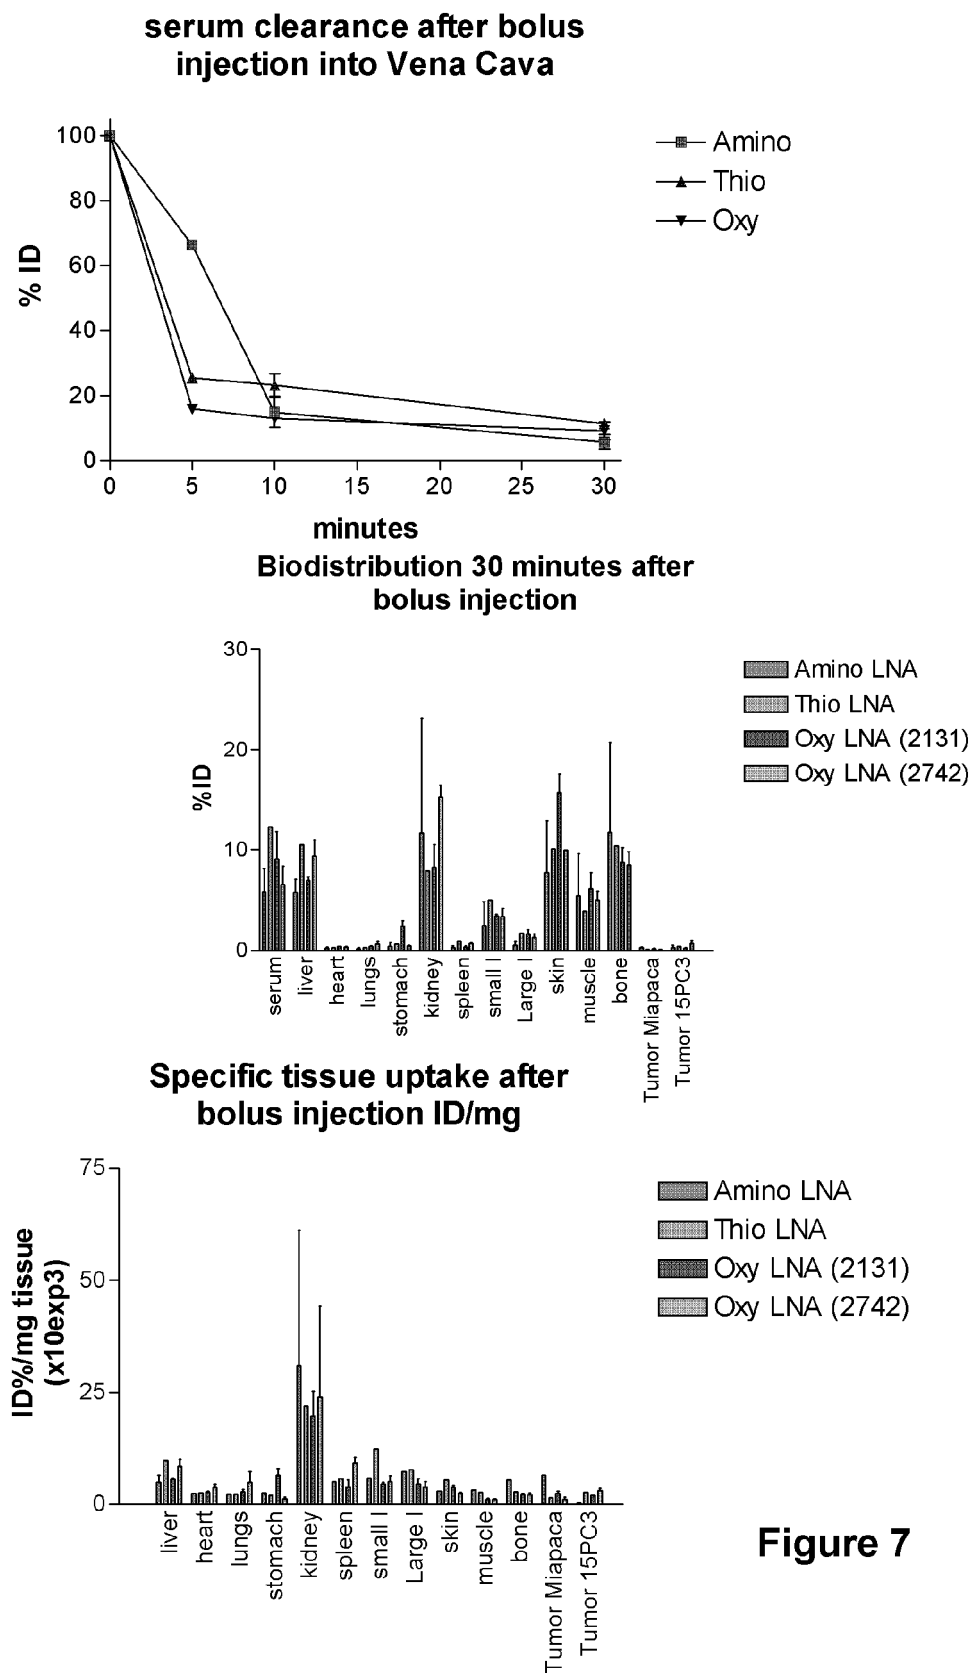 serum clearance after bolus
injection into Vena Cava
100
80
60
40
20
0
% ID
0 5 10 15 20 25 30
minutes
Amino
Thio
Oxy
Biodistribution 30 minutes after
bolus injection
30
20
10
0
%ID
serum
liver
heart
lungs
stomach
kidney
spleen
small I
Large I
skin
muscle
bone
Tumor Miapaca
Tumor 15PC3
Amino LNA
Thio LNA
Oxy LNA (2131)
Oxy LNA (2742)
Specific tissue uptake after
bolus injection ID/mg
75
50
25
0
ID%/mg tissue
(x10exp3)
liver
heart
lungs
stomach
kidney
spleen
small I
Large I
skin
muscle
bone
Tumor Miapaca
Tumor 15PC3
Amino LNA
Thio LNA
Oxy LNA (2131)
Oxy LNA (2742)
Figure 7